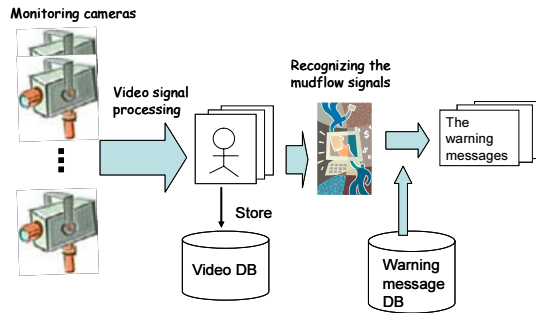 Monitoring cameras
Video signal
processing
Recognizing the
mudflow signals
The
warning
messages
Store
Video DB
Warning
message
DB